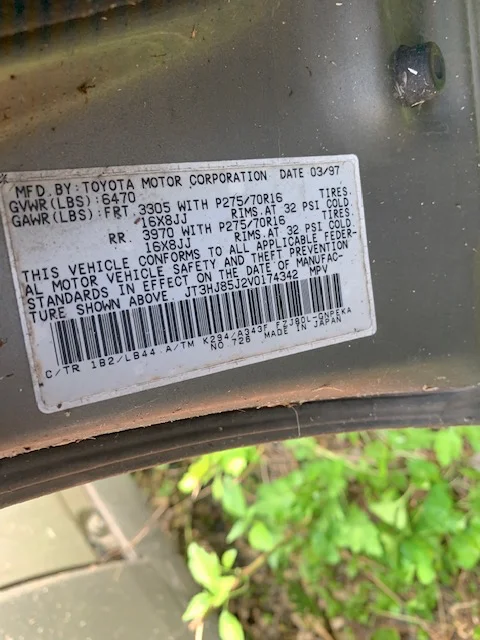 MFD. BY: TOYOTA MOTOR CORPORATION DATE 03/97
GVWR(LBS): 6470
GAWR(LBS): FRT. 3305 WITH P275/70R16 TIRES.
16X8JJ RIMS.AT 32 PSI COLD.
RR. 3970 WITH P275/70R16 TIRES.
16X8JJ RIMS.AT 32 PSI COLD.
THIS VEHICLE CONFORMS TO ALL APPLICABLE FEDER-
AL MOTOR VEHICLE SAFETY AND THEFT PREVENTION
STANDARDS IN EFFECT ON THE DATE OF MANUFAC-
TURE SHOWN ABOVE. JT3HJ85J2V0174342 MPV
C/TR 1B2/LB44 A/TM K294/A343F FZJ80L-GNPEKA
NO 726 MADE IN JAPAN